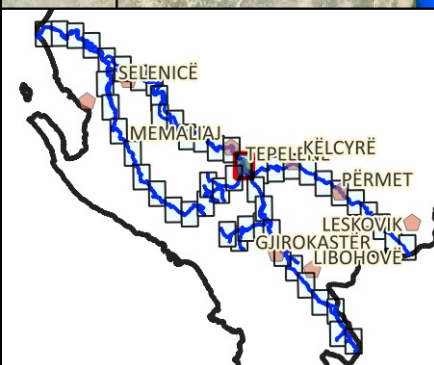 SELENICË
MEMALIAJ
TEPELENË
KËLCYRË
PËRMET
LESKOVIK
GJIROKASTËR
LIBOHOVË